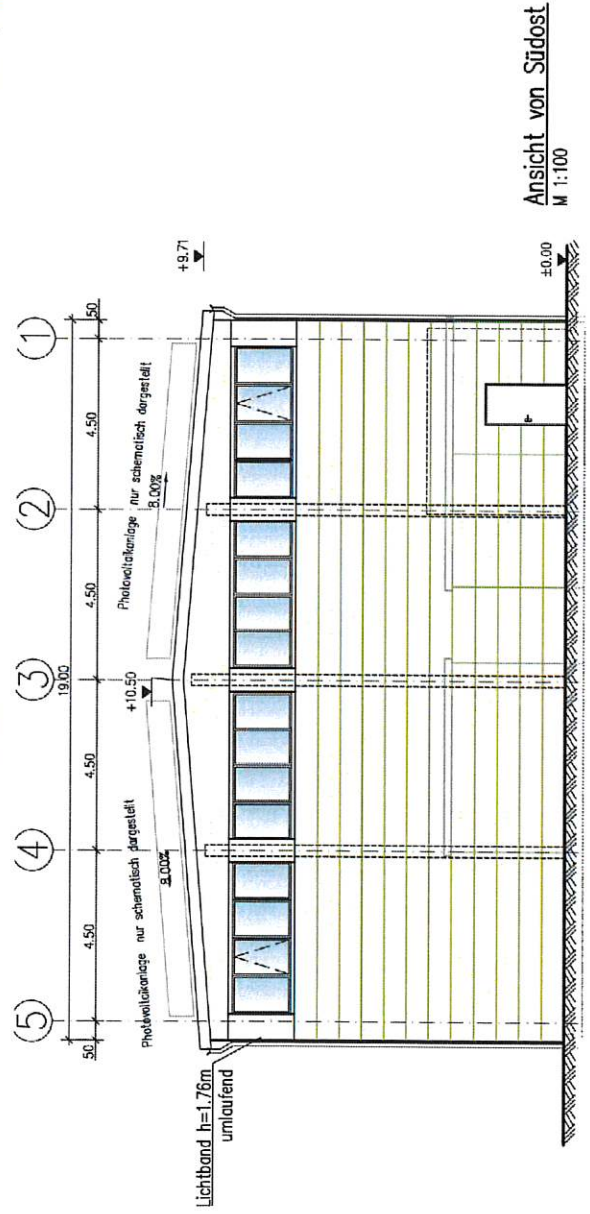 5 4 3 2 1
19.00
50 4.50 4.50 4.50 4.50 50
Photovoltaikanlage nur schematisch dargestellt
8.00%
+10.50
Photovoltaikanlage nur schematisch dargestellt
8.00%
+9.71
±0.00
Lichtband h=1.76m
umlaufend
Ansicht von Südost
M 1:100